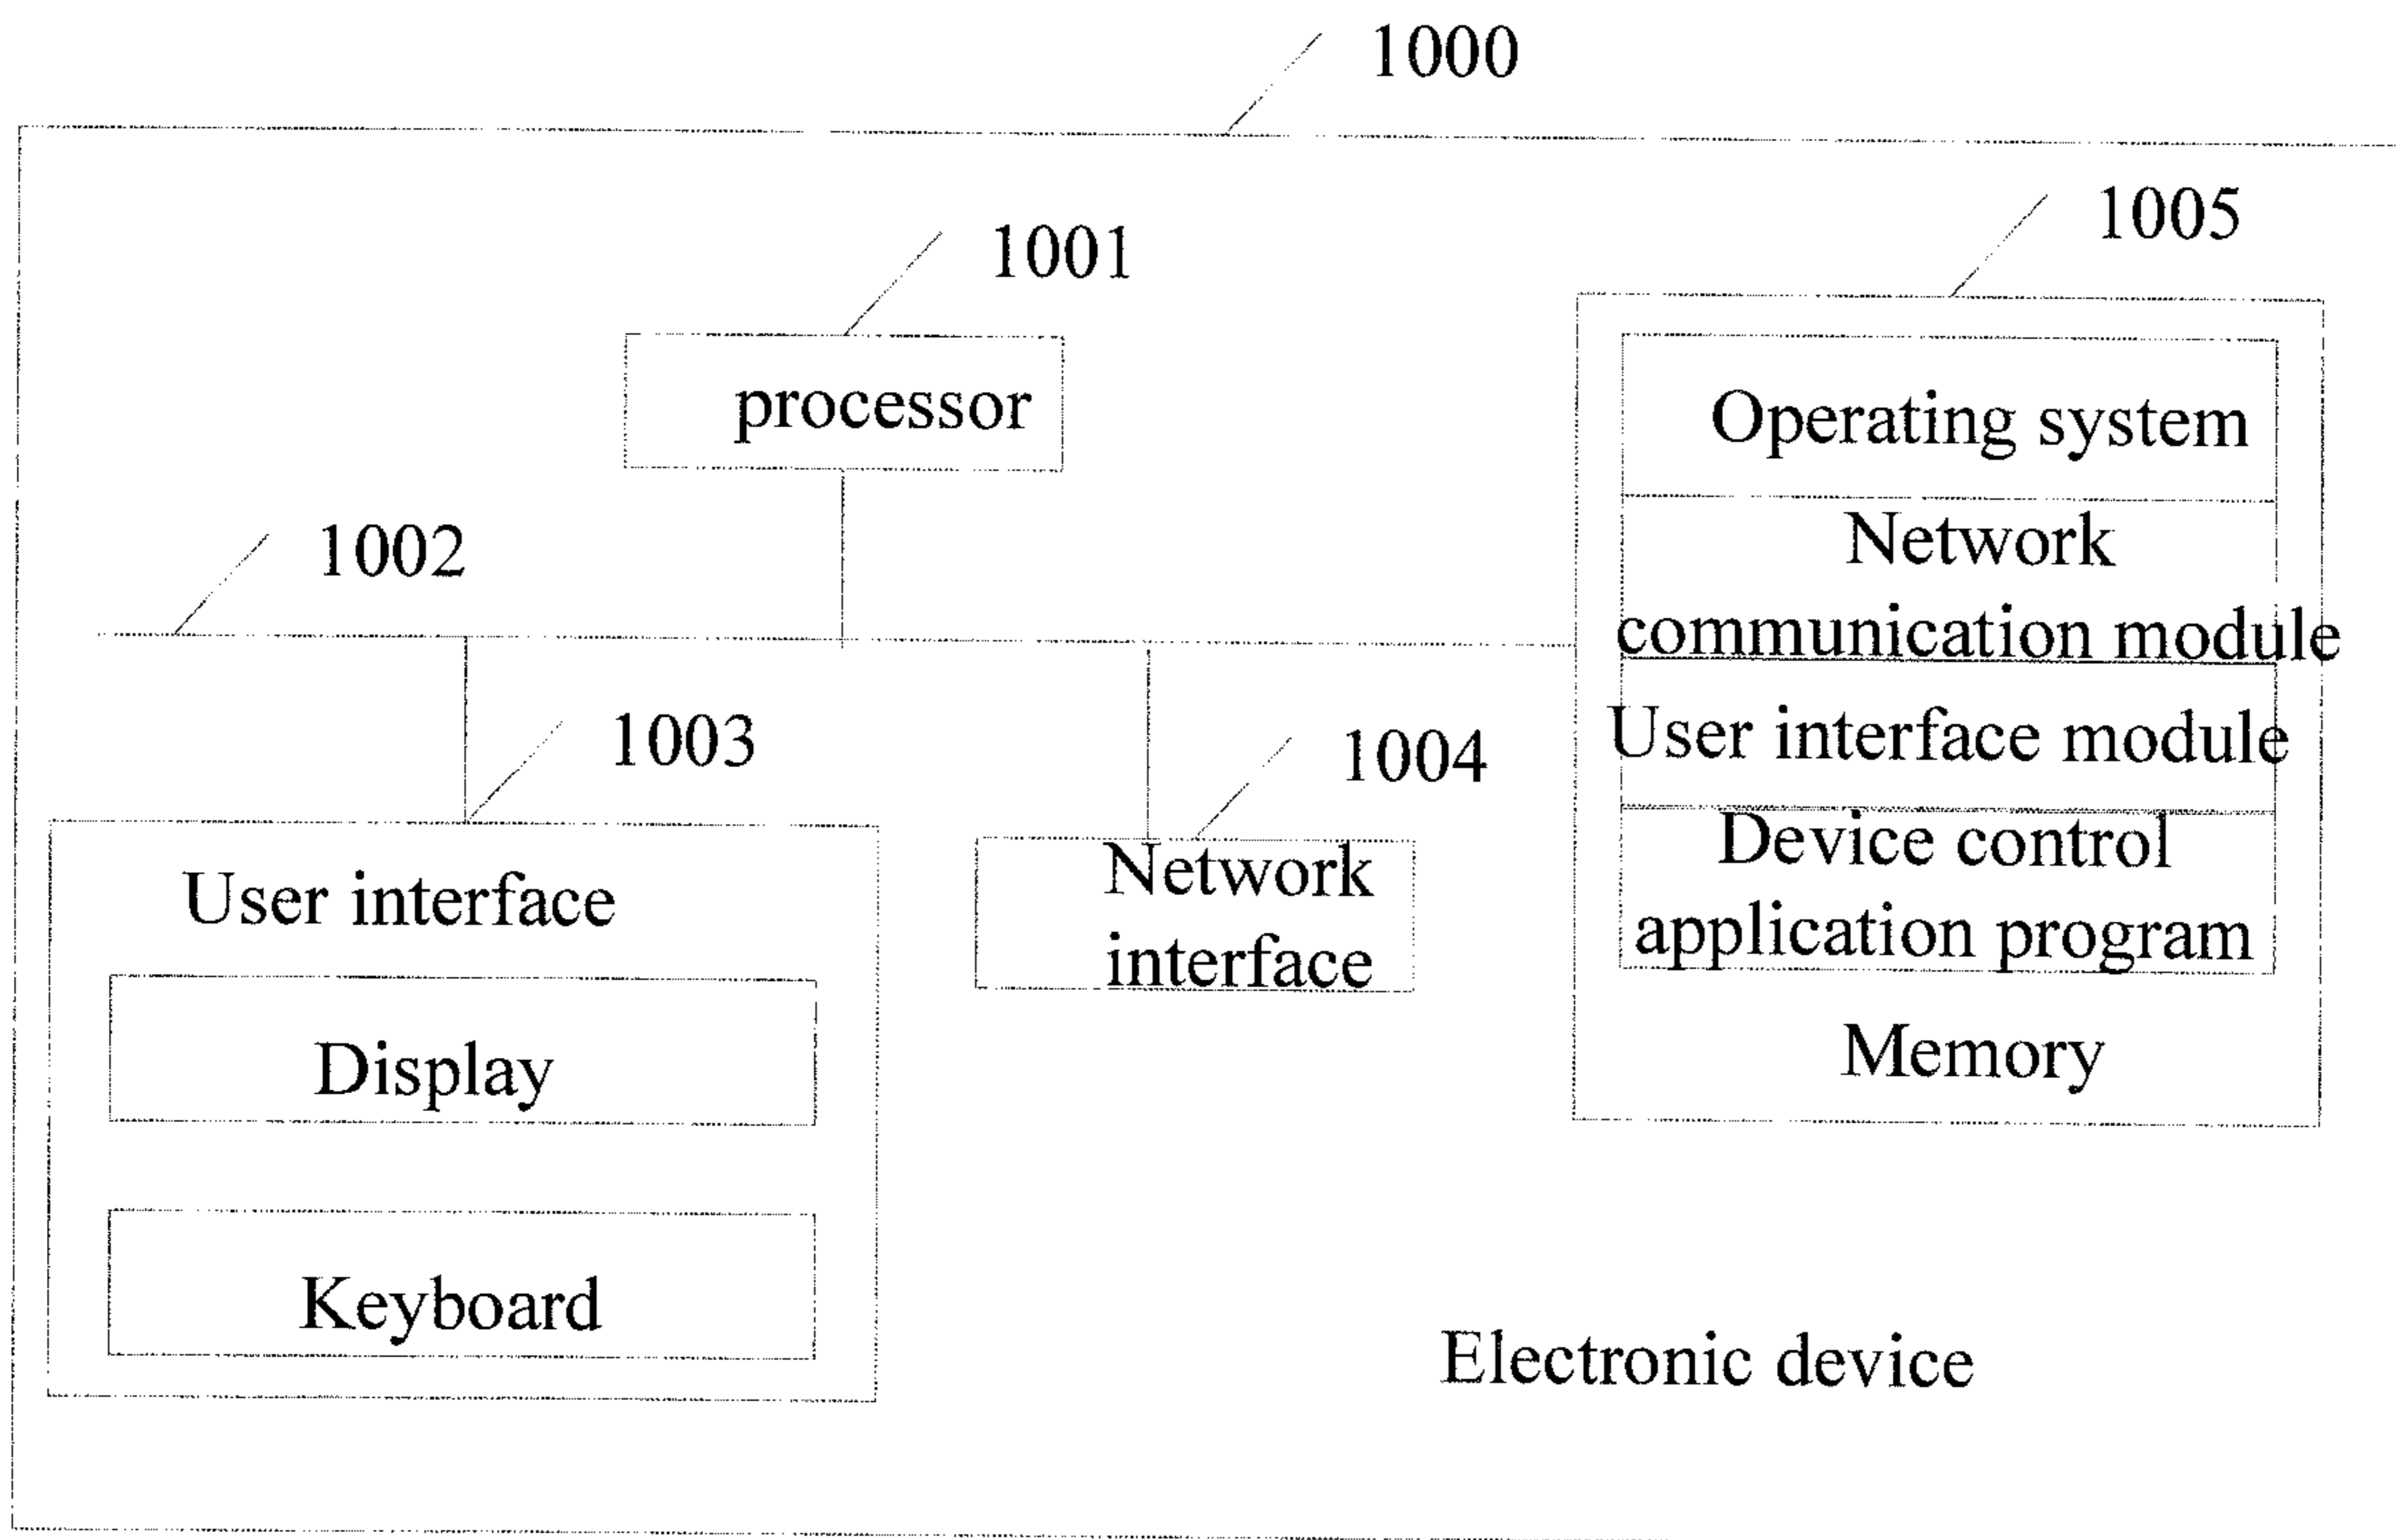 1000
1005
1001
processor
Operating system
Network
communication module
1002
User interface module
1003
1004
Device control
application program
User interface
Network
interface
Memory
Display
Keyboard
Electronic device